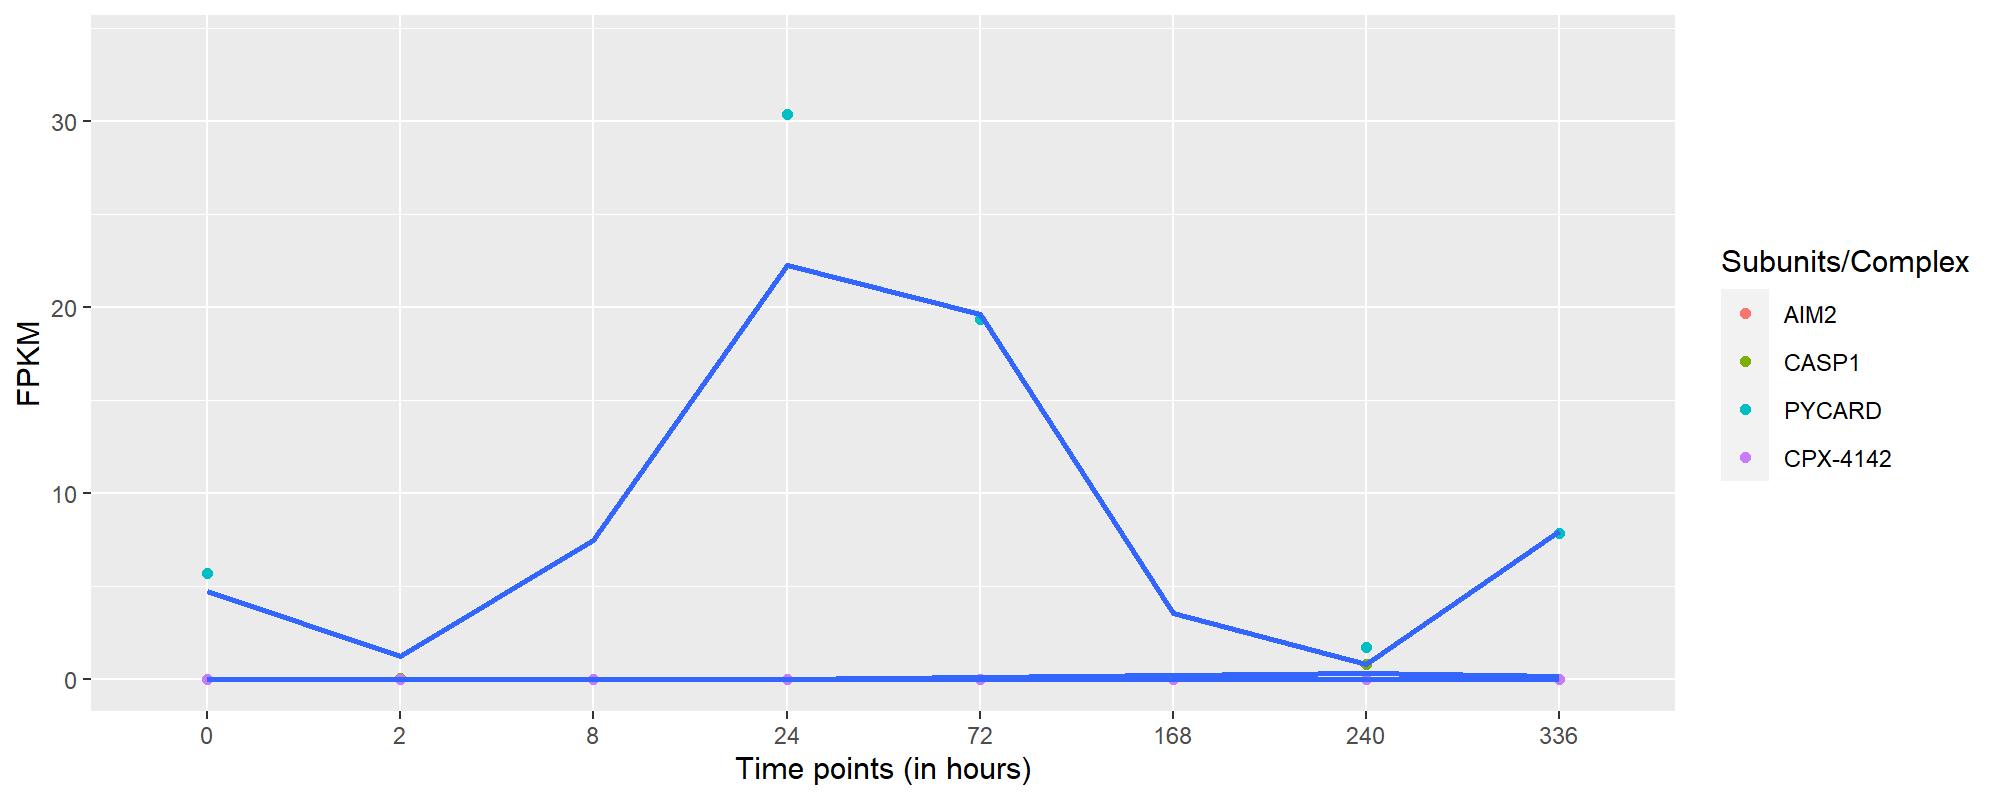 30
20
10
0
FPKM
0 2 8 24 72 168 240 336
Time points (in hours)
Subunits/Complex
AIM2
CASP1
PYCARD
CPX-4142